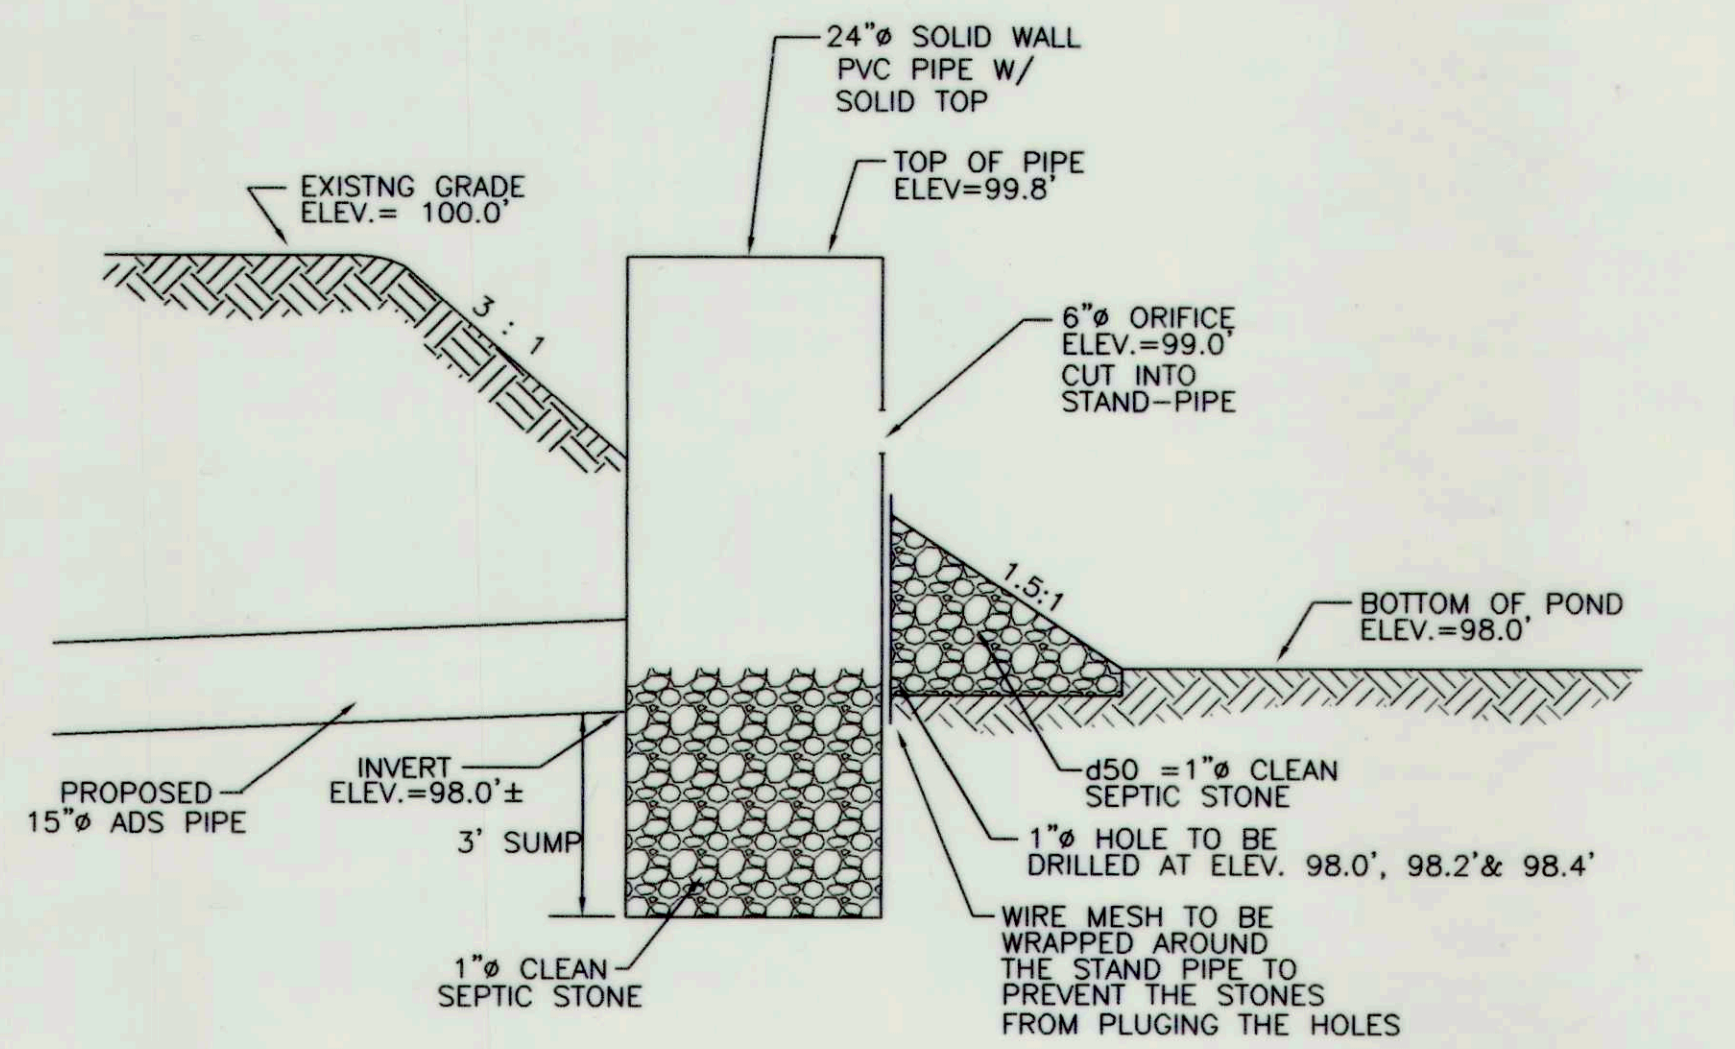 24"ø SOLID WALL
PVC PIPE W/
SOLID TOP
TOP OF PIPE
ELEV=99.8'
EXISTNG GRADE
ELEV.= 100.0'
3 : 1
6"ø ORIFICE
ELEV.=99.0'
CUT INTO
STAND-PIPE
1.5:1
BOTTOM OF POND
ELEV.=98.0'
PROPOSED
15"ø ADS PIPE
INVERT
ELEV.=98.0'±
3' SUMP
d50 =1"ø CLEAN
SEPTIC STONE
1"ø HOLE TO BE
DRILLED AT ELEV. 98.0', 98.2'& 98.4'
WIRE MESH TO BE
WRAPPED AROUND
THE STAND PIPE TO
PREVENT THE STONES
FROM PLUGING THE HOLES
1"ø CLEAN
SEPTIC STONE